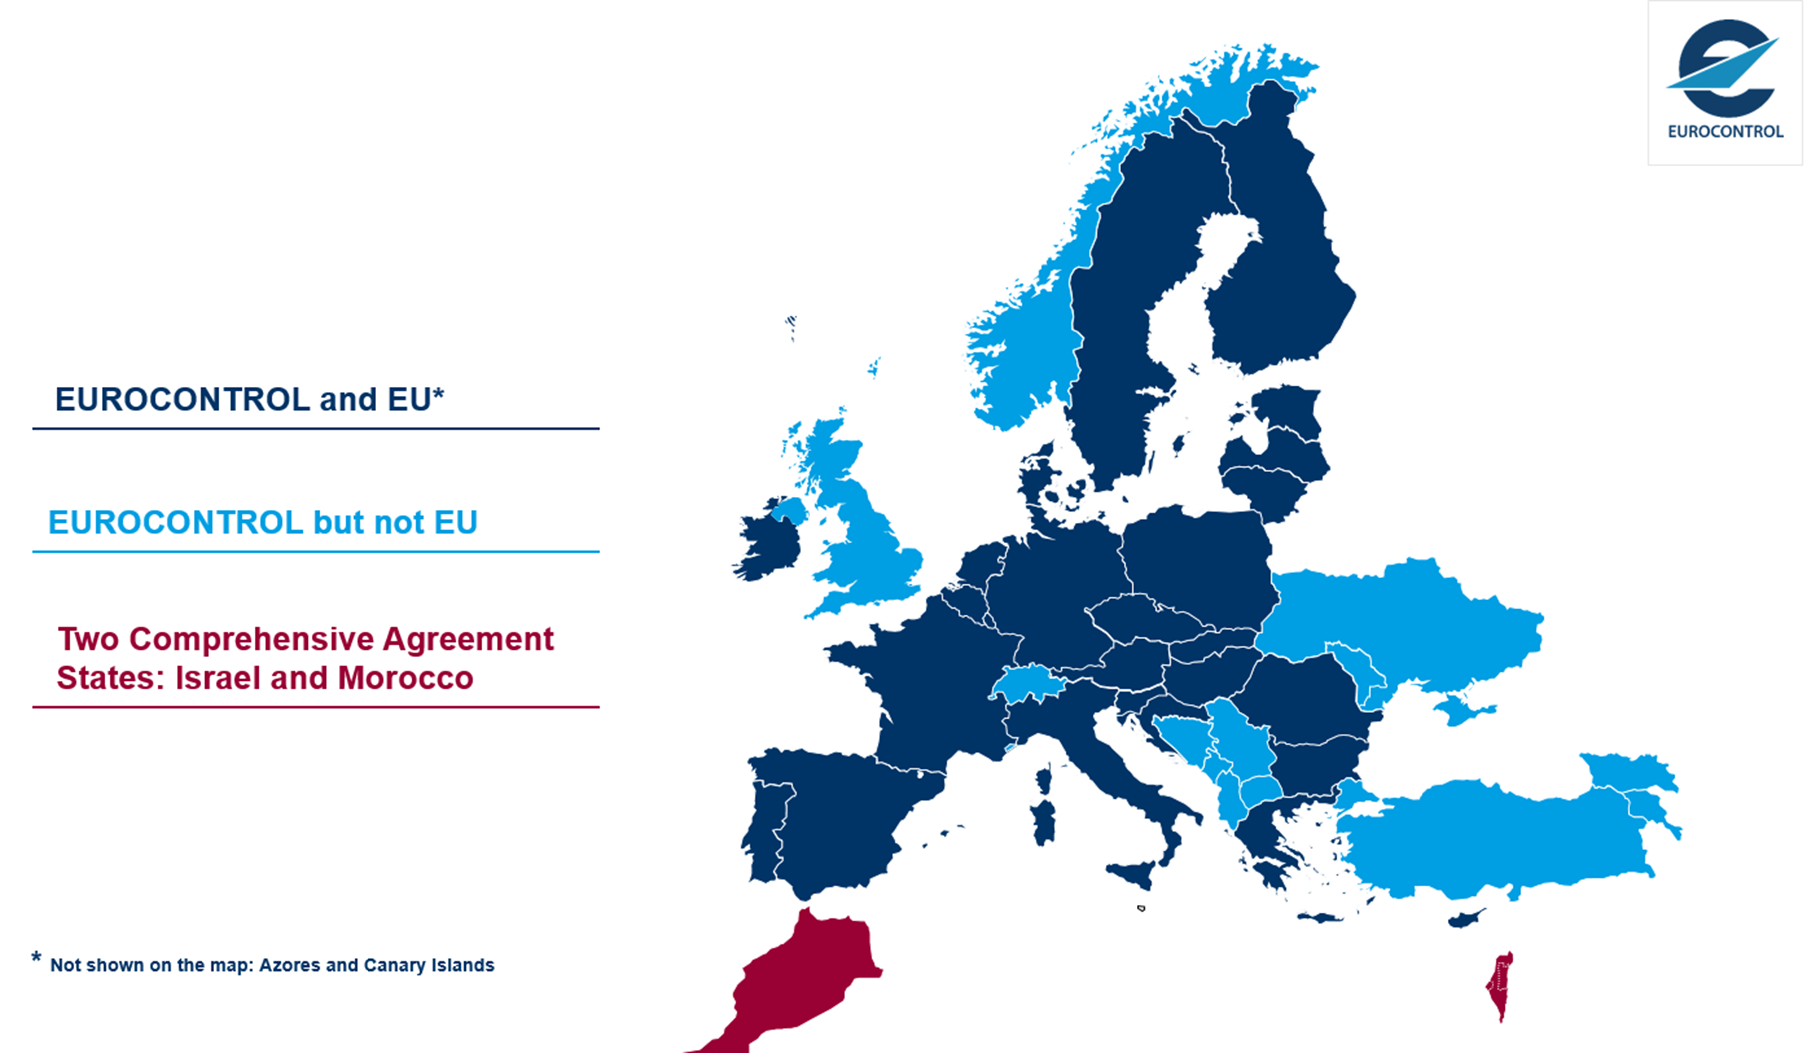 EUROCONTROL
EUROCONTROL and EU*
EUROCONTROL but not EU
Two Comprehensive Agreement
States: Israel and Morocco
* Not shown on the map: Azores and Canary Islands